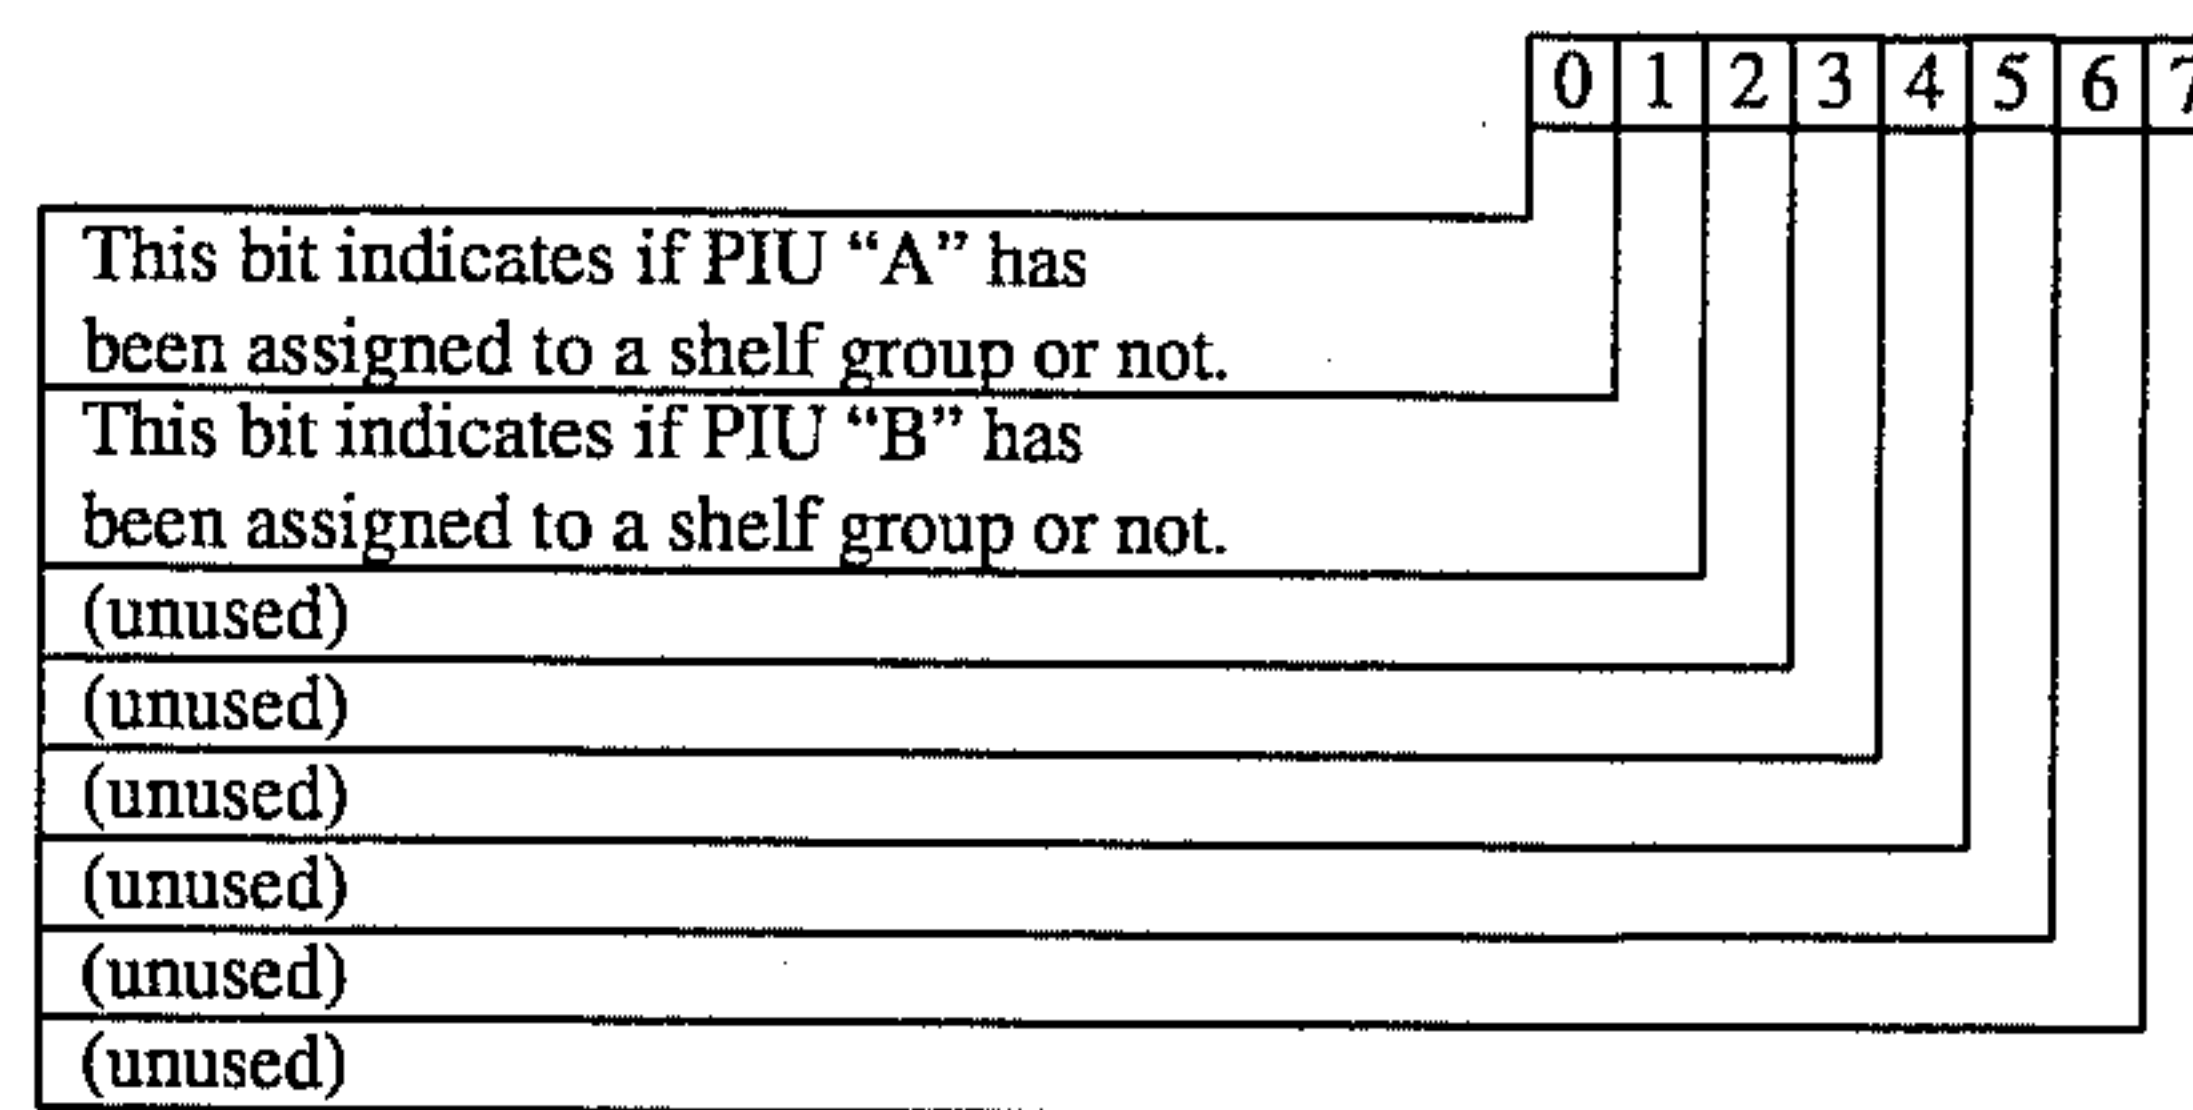 0 1 2 3 4 5 6 7
This bit indicates if PIU “A” has
been assigned to a shelf group or not.
This bit indicates if PIU “B” has
been assigned to a shelf group or not.
(unused)
(unused)
(unused)
(unused)
(unused)
(unused)